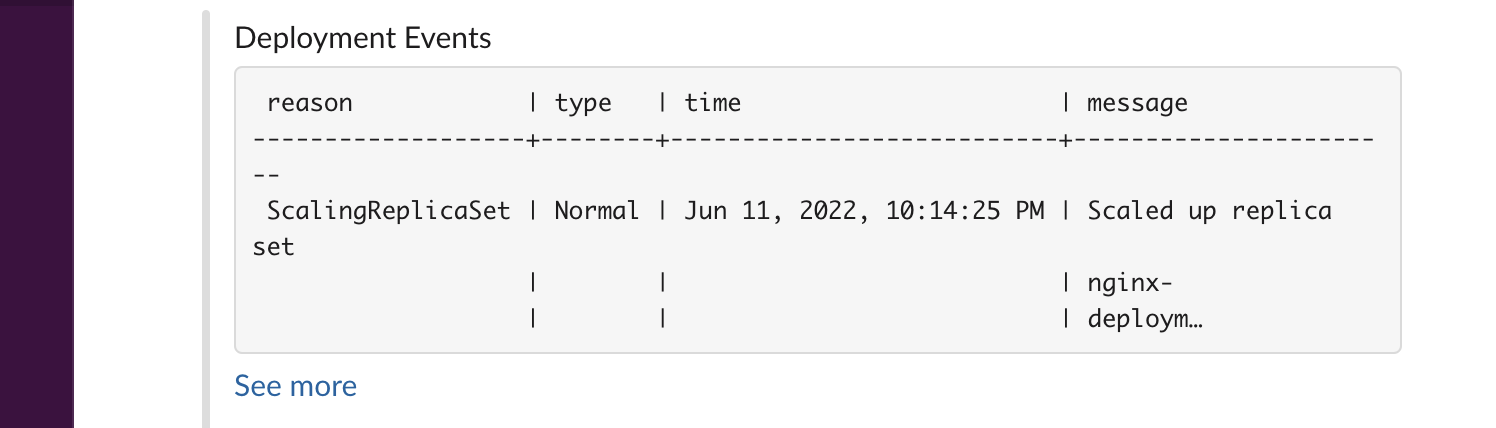 Deployment Events
 reason             | type   | time                      | message
-------------------+--------+---------------------------+---------------------
--
 ScalingReplicaSet | Normal | Jun 11, 2022, 10:14:25 PM | Scaled up replica
set
                   |        |                           | nginx-
                   |        |                           | deploym…
See more